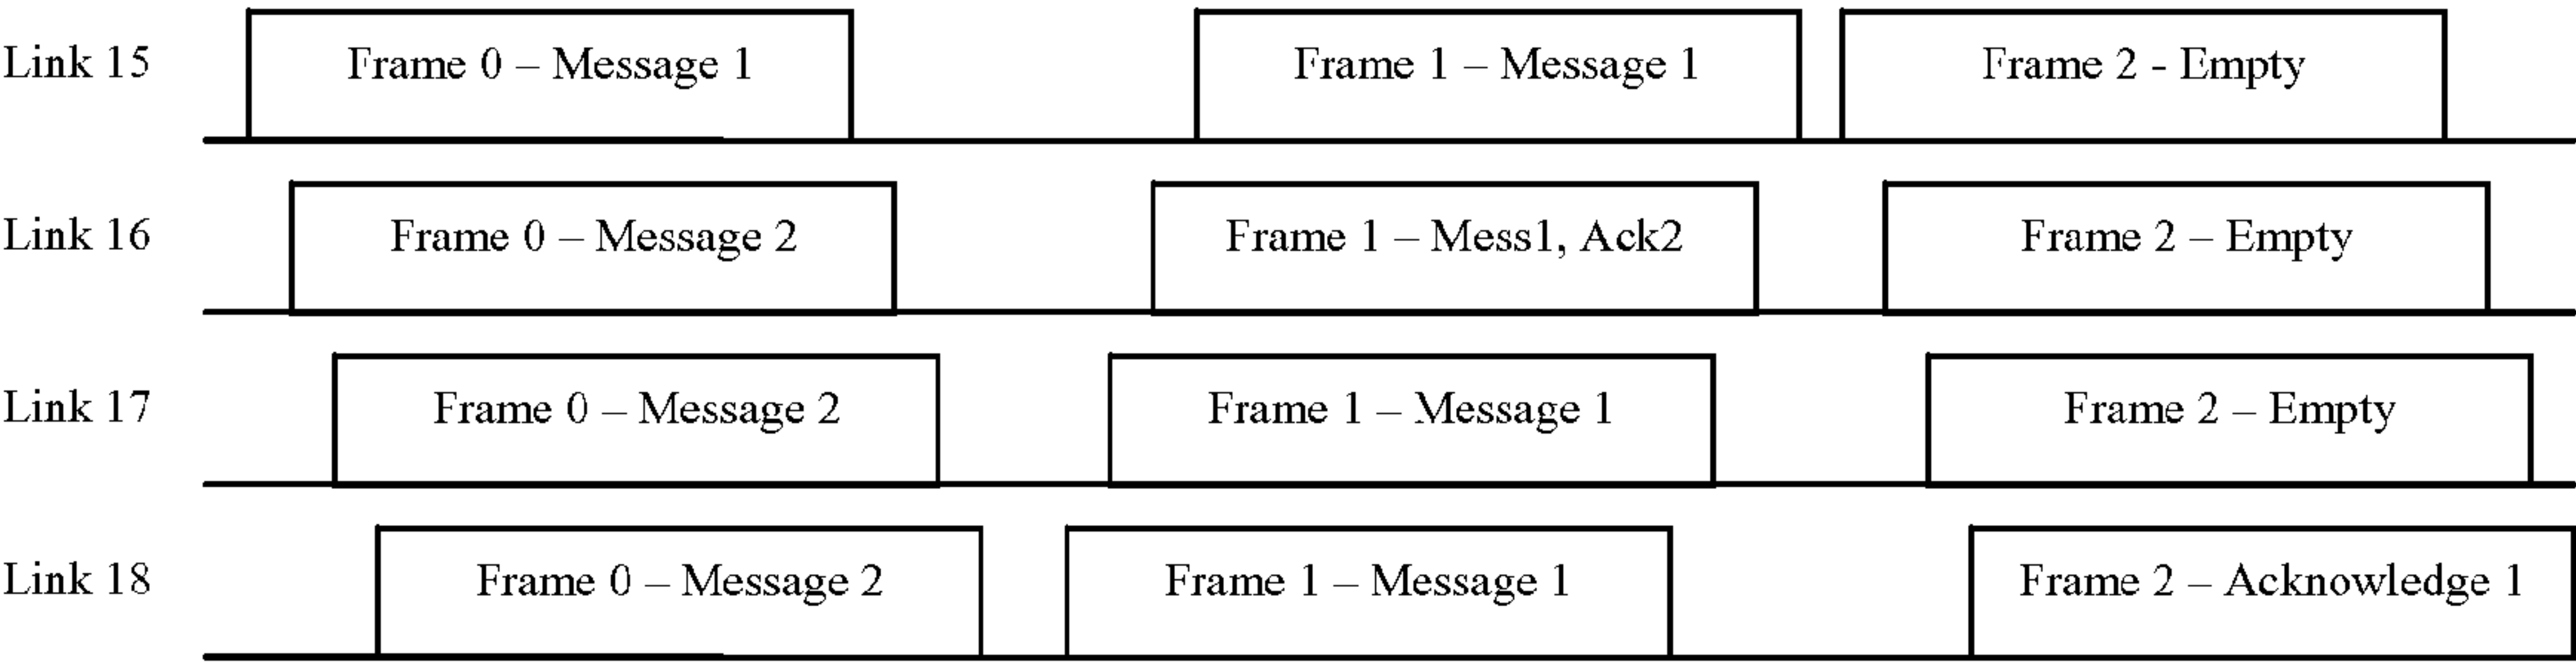 Link 15 Frame 0 – Message 1 Frame 1 – Message 1 Frame 2 - Empty
Link 16 Frame 0 – Message 2 Frame 1 – Mess1, Ack2 Frame 2 – Empty
Link 17 Frame 0 – Message 2 Frame 1 – Message 1 Frame 2 – Empty
Link 18 Frame 0 – Message 2 Frame 1 – Message 1 Frame 2 – Acknowledge 1